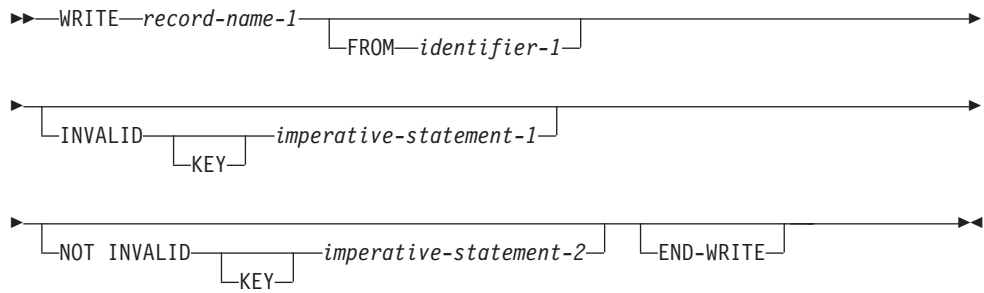 WRITE record-name-1
FROM identifier-1
INVALID imperative-statement-1
KEY
NOT INVALID imperative-statement-2 END-WRITE
KEY